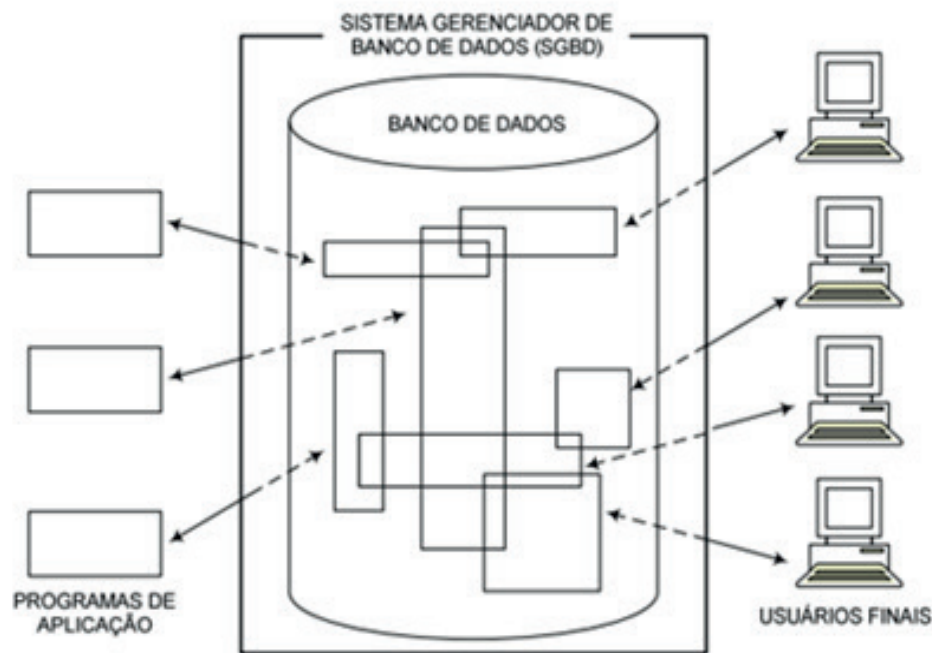 SISTEMA GERENCIADOR DE
BANCO DE DADOS (SGBD)
BANCO DE DADOS
PROGRAMAS DE
APLICAÇÃO
USUÁRIOS FINAIS